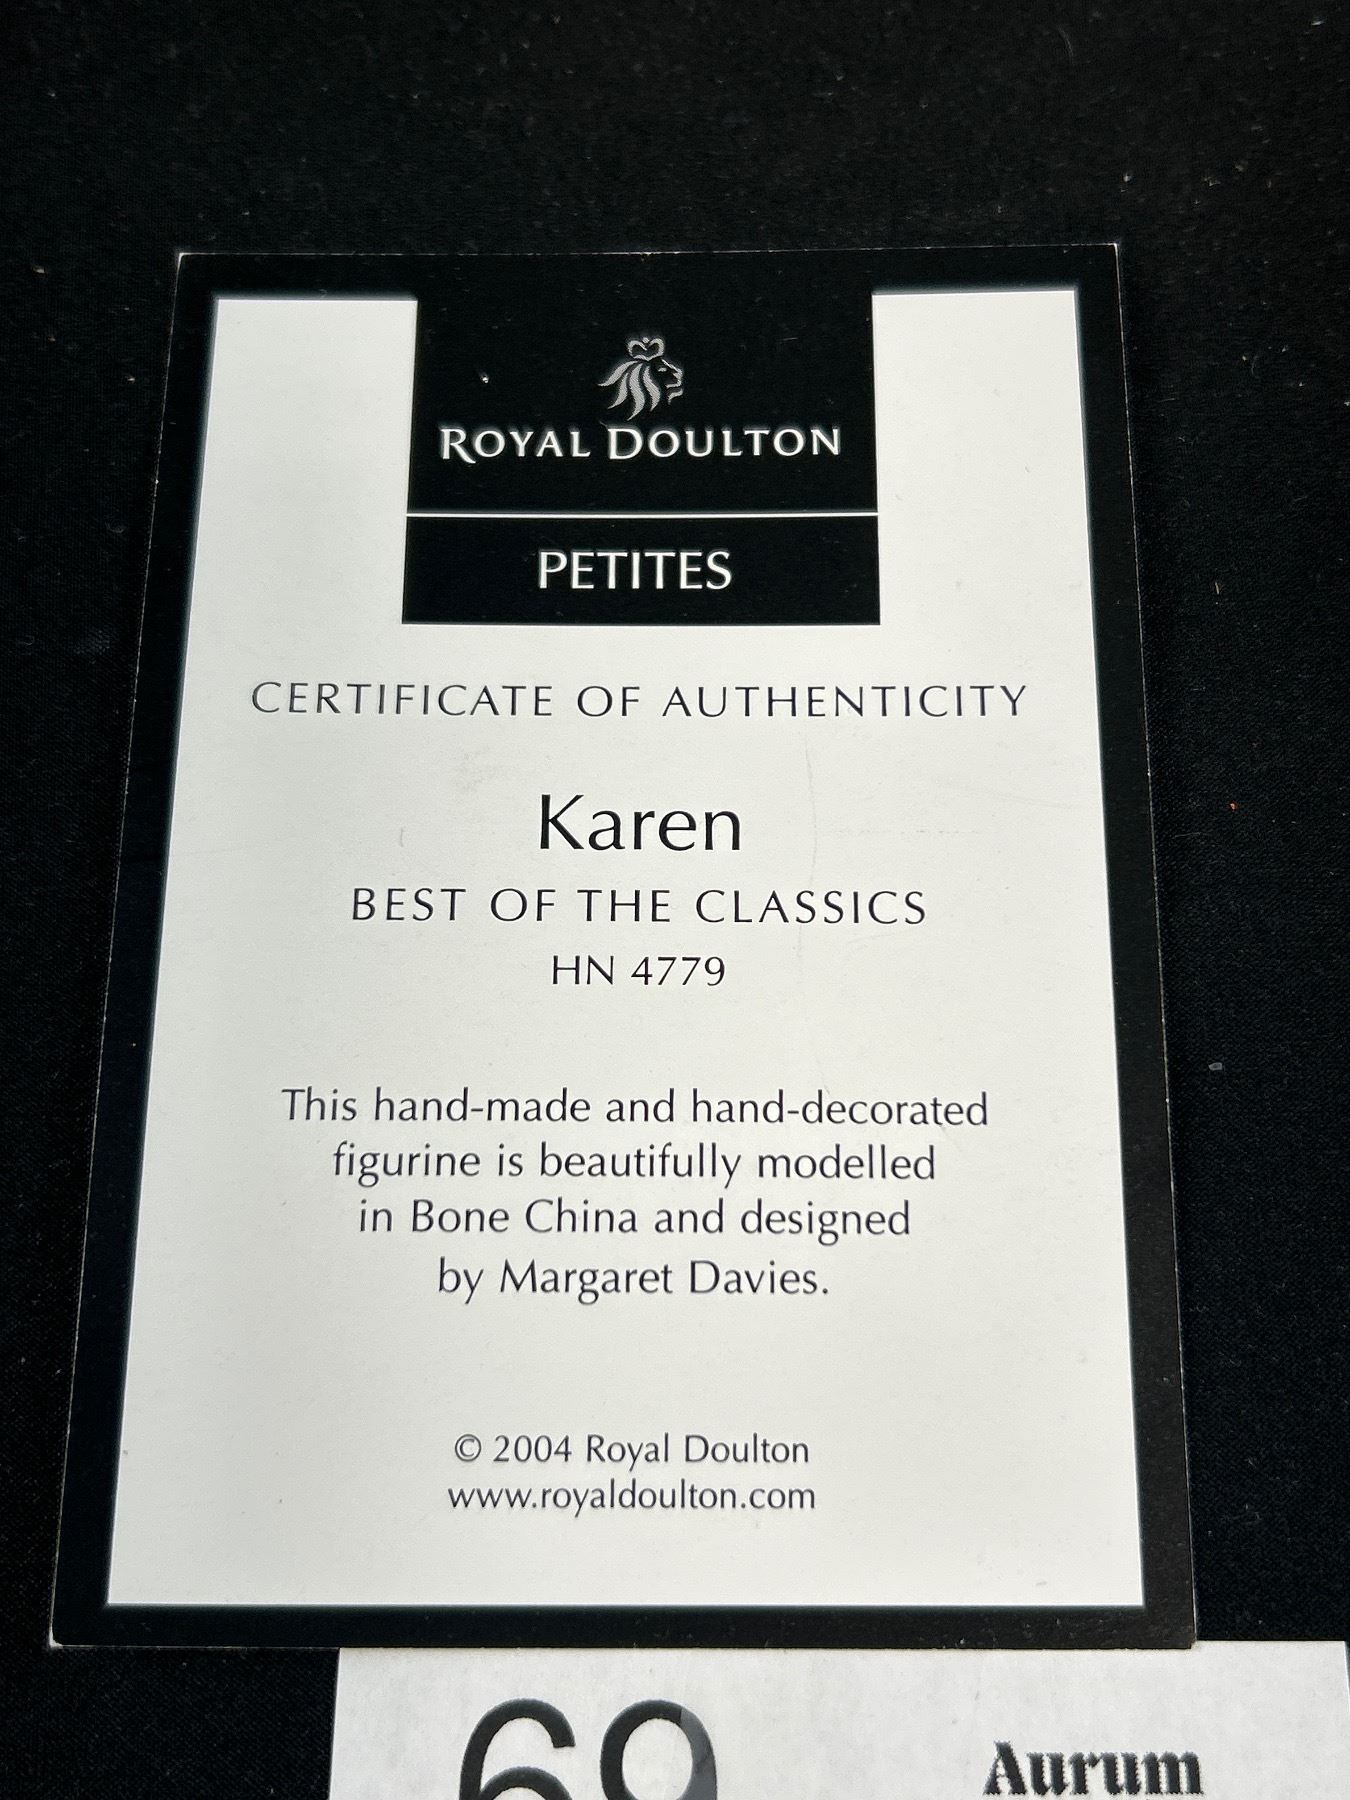 ROYAL DOULTON
PETITES
CERTIFICATE OF AUTHENTICITY
Karen
BEST OF THE CLASSICS
HN 4779
This hand-made and hand-decorated
figurine is beautifully modelled
in Bone China and designed
by Margaret Davies.
© 2004 Royal Doulton
www.royaldoulton.com
69
Aurum